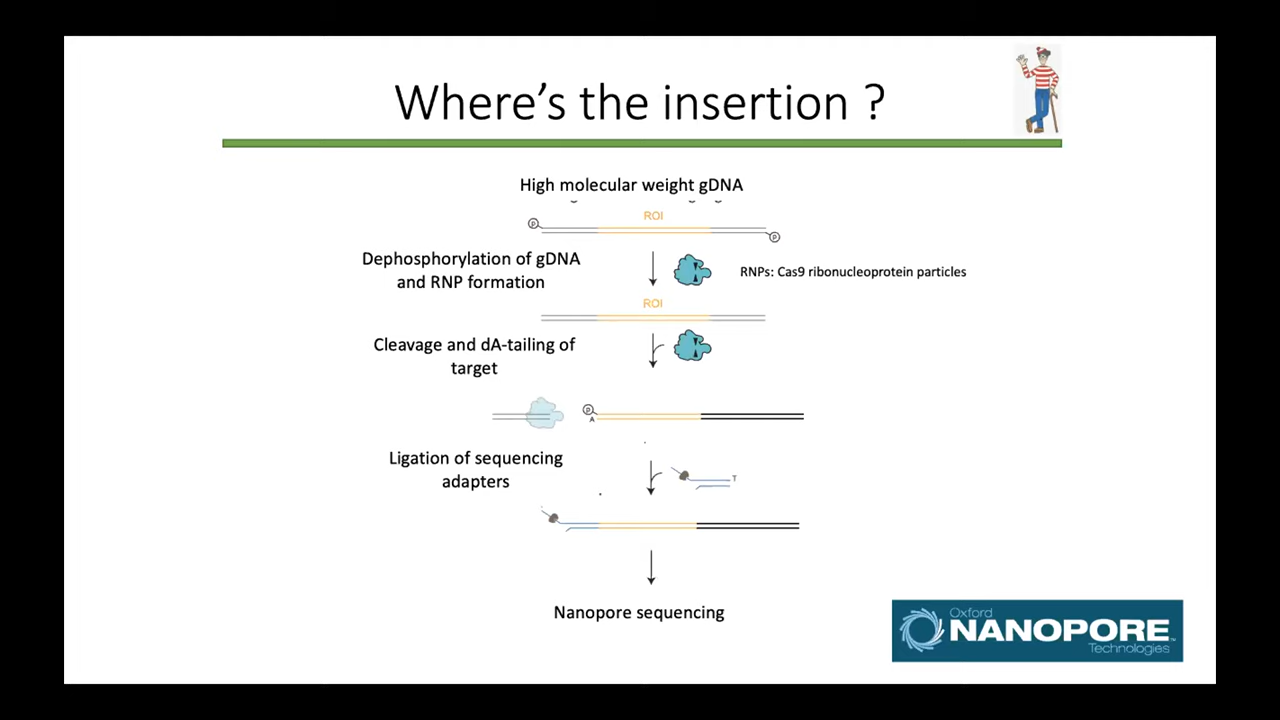 Where's the insertion ?
High molecular weight gDNA
ROI
P
P
Dephosphorylation of gDNA
and RNP formation
RNPs: Cas9 ribonucleoprotein particles
ROI
Cleavage and dA-tailing of
target
P
A
Ligation of sequencing
adapters
T
Nanopore sequencing
Oxford
NANOPORE
Technologies